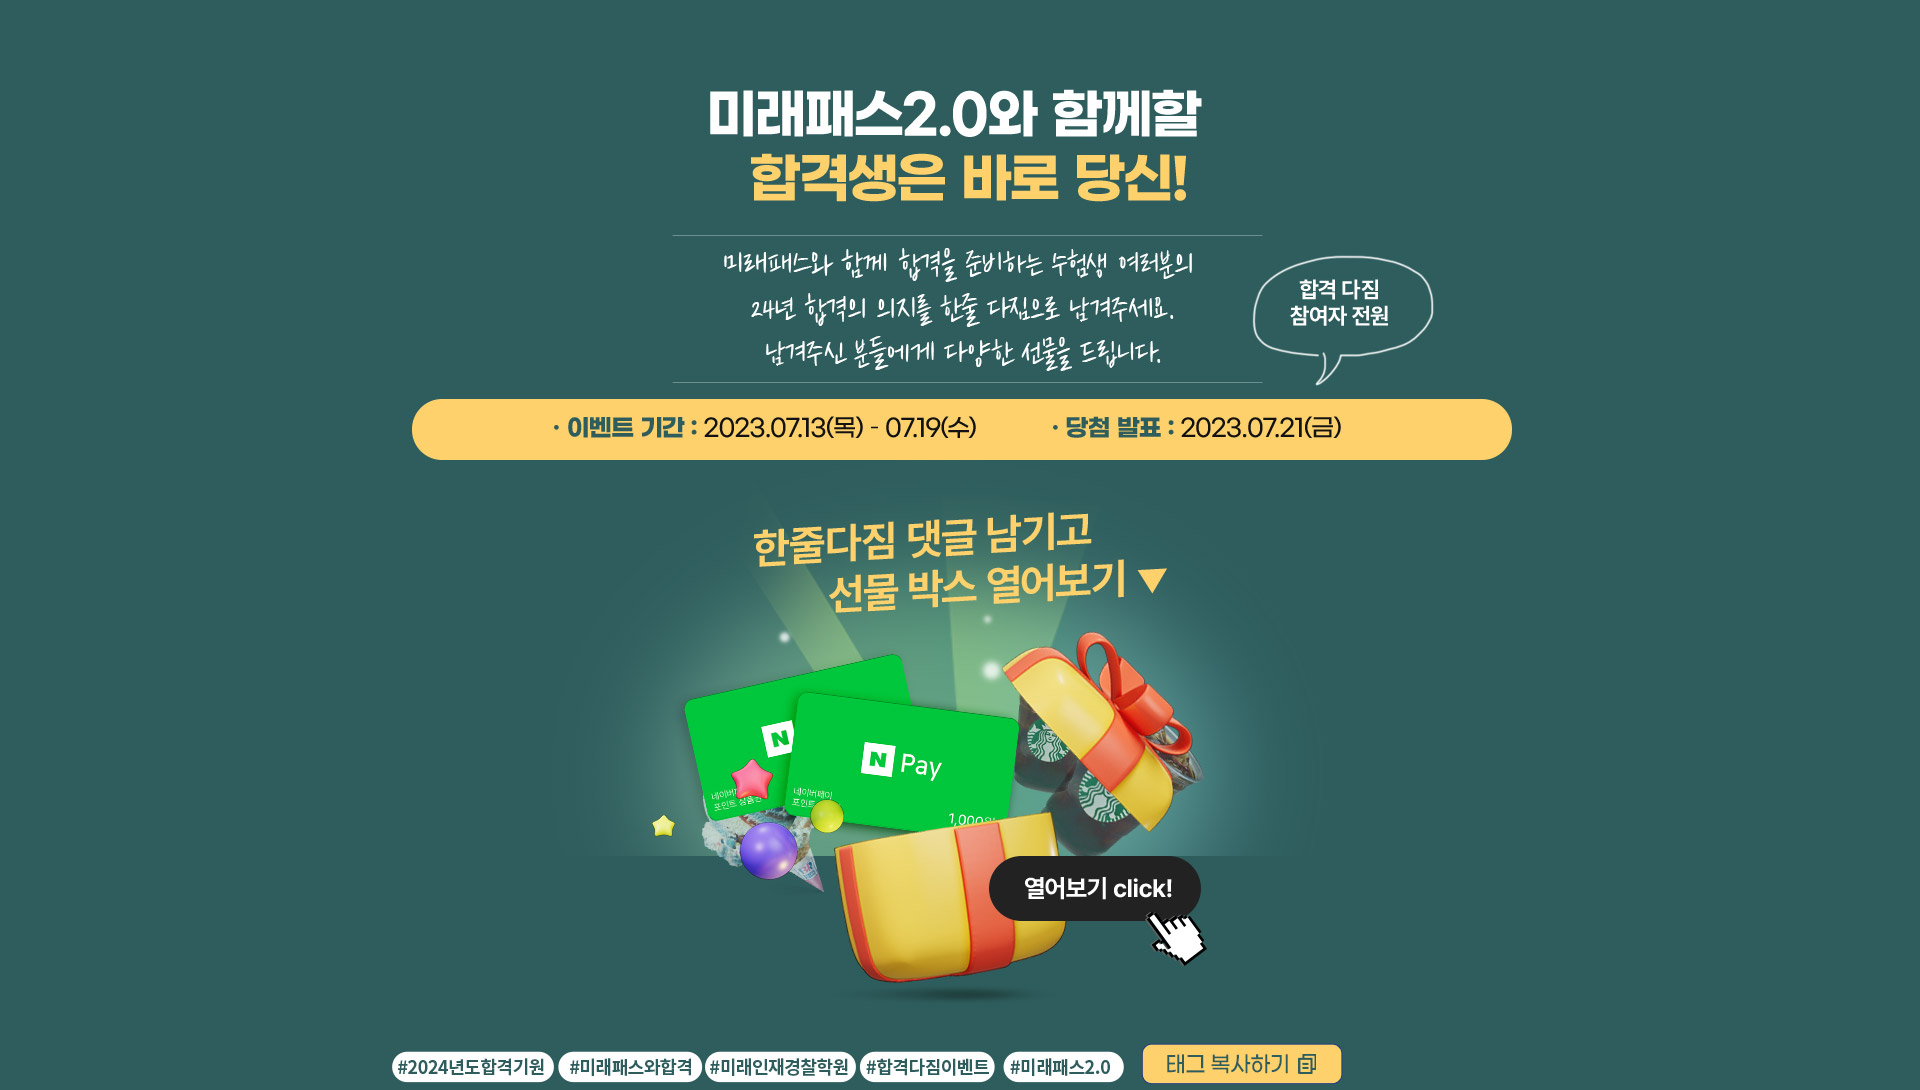 미래패스2.0와 함께할
합격생은 바로 당신!
미래패스와 함께 합격을 준비하는 수험생 여러분의
24년 합격의 의지를 한줄 다짐으로 남겨주세요.
남겨주신 분들에게 다양한 선물을 드립니다.
합격 다짐
참여자 전원
· 이벤트 기간 : 2023.07.13(목) - 07.19(수)
· 당첨 발표 : 2023.07.21(금)
한줄다짐 댓글 남기고
선물 박스 열어보기 ▼
N
네이버페이
포인트 상품권
N Pay
네이버페이
포인트
1,000원
열어보기 click!
#2024년도합격기원 #미래패스와합격 #미래인재경찰학원 #합격다짐이벤트 #미래패스2.0 태그 복사하기